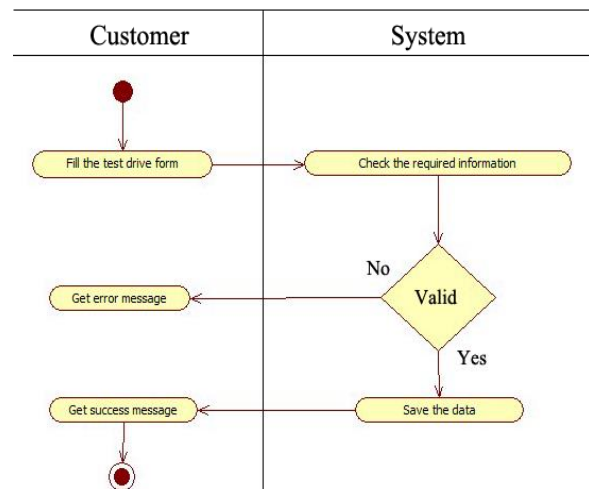 Customer
System
Fill the test drive form
Check the required information
No
Get error message
Valid
Yes
Get success message
Save the data